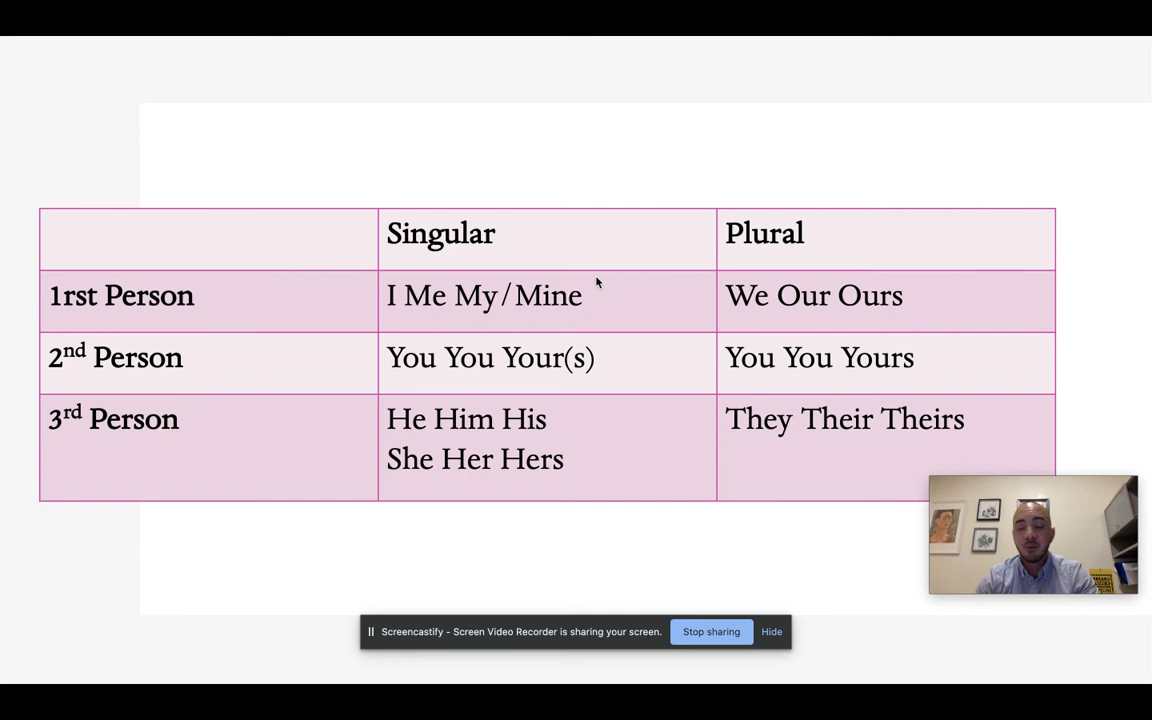 Singular Plural
1rst Person I Me My/Mine We Our Ours
2nd Person You You Your(s) You You Yours
3rd Person He Him His They Their Theirs
She Her Hers
Screencastify - Screen Video Recorder is sharing your screen. Stop sharing Hide